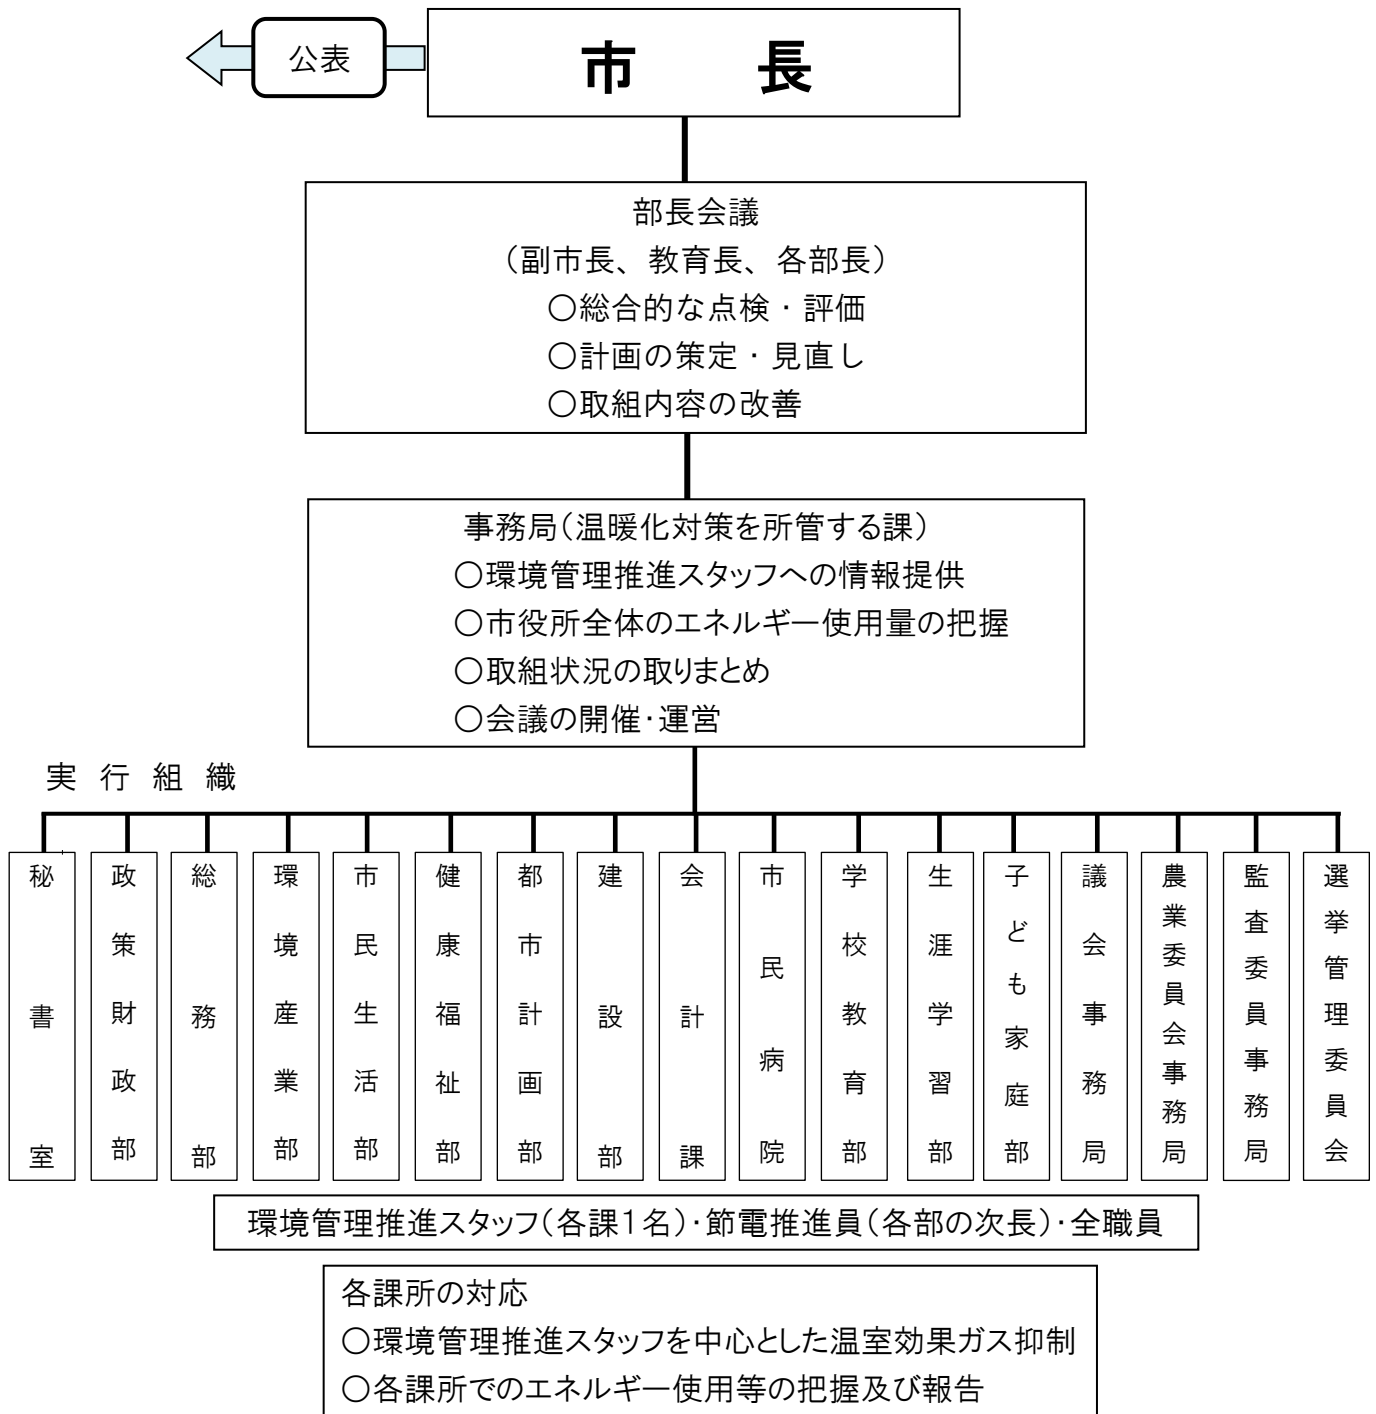 公表
市長
部長会議
（副市長、教育長、各部長）
〇総合的な点検・評価
〇計画の策定・見直し
〇取組内容の改善
事務局（温暖化対策を所管する課）
〇環境管理推進スタッフへの情報提供
〇市役所全体のエネルギー使用量の把握
〇取組状況の取りまとめ
〇会議の開催・運営
実行組織
秘書室
政策財政部
総務部
環境産業部
市民生活部
健康福祉部
都市計画部
建設部
会計課
市民病院
学校教育部
生涯学習部
子ども家庭部
議会事務局
農業委員会事務局
監査委員事務局
選挙管理委員会
環境管理推進スタッフ（各課1名）・節電推進員（各部の次長）・全職員
各課所の対応
〇環境管理推進スタッフを中心とした温室効果ガス抑制
〇各課所でのエネルギー使用等の把握及び報告